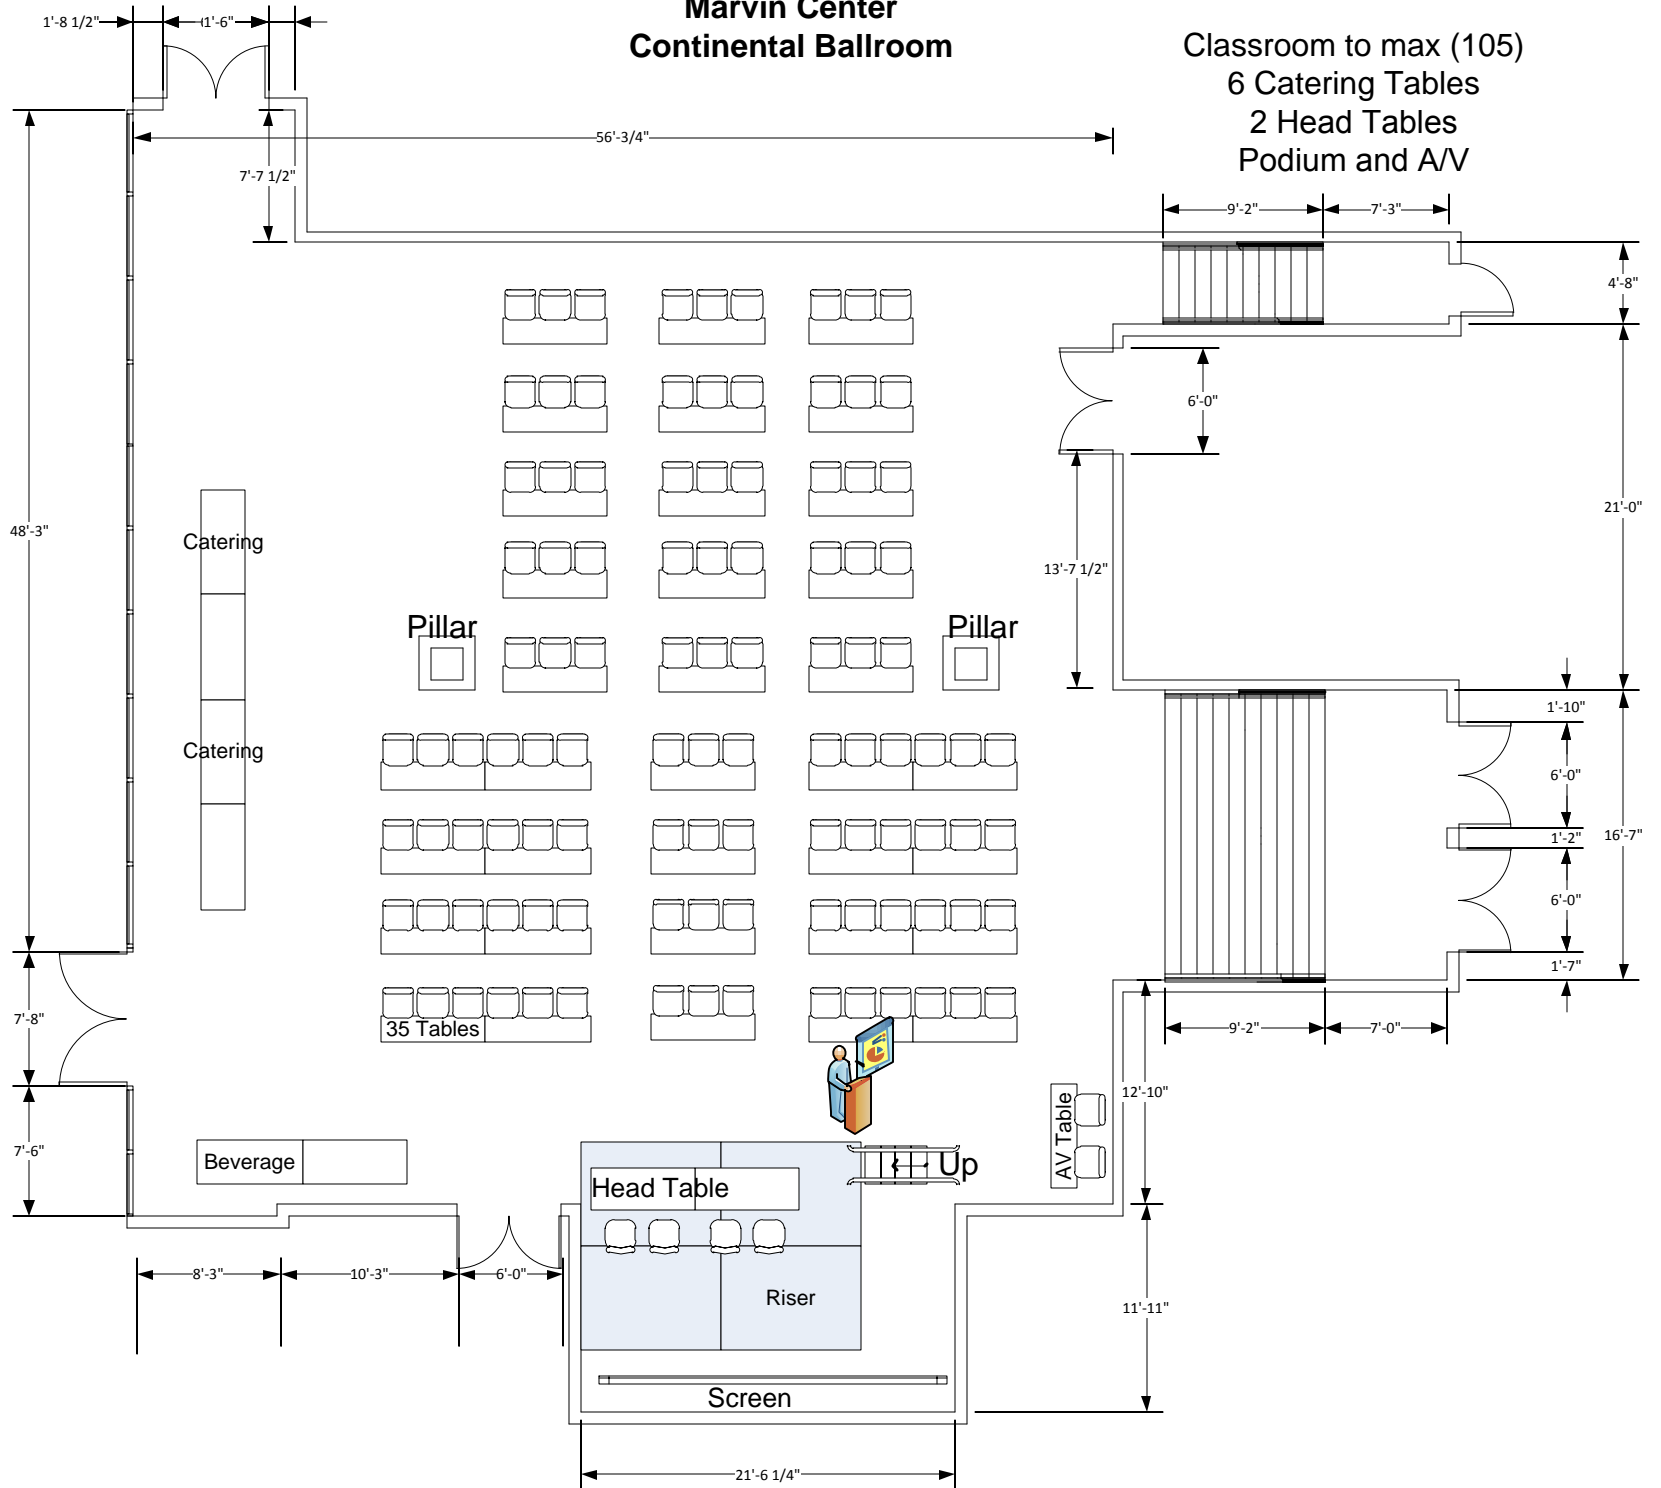 Marvin Center
Continental Ballroom
Classroom to max (105)
6 Catering Tables
2 Head Tables
Podium and A/V
1'-8 1/2"
1'-6"
56'-3/4"
7'-7 1/2"
9'-2"
7'-3"
4'-8"
6'-0"
48'-3"
21'-0"
Catering
13'-7 1/2"
Pillar
Pillar
1'-10"
Catering
6'-0"
1'-2"
16'-7"
6'-0"
1'-7"
7'-8"
35 Tables
9'-2"
7'-0"
12'-10"
AV Table
7'-6"
Beverage
Up
Head Table
8'-3"
10'-3"
6'-0"
Riser
11'-11"
Screen
21'-6 1/4"